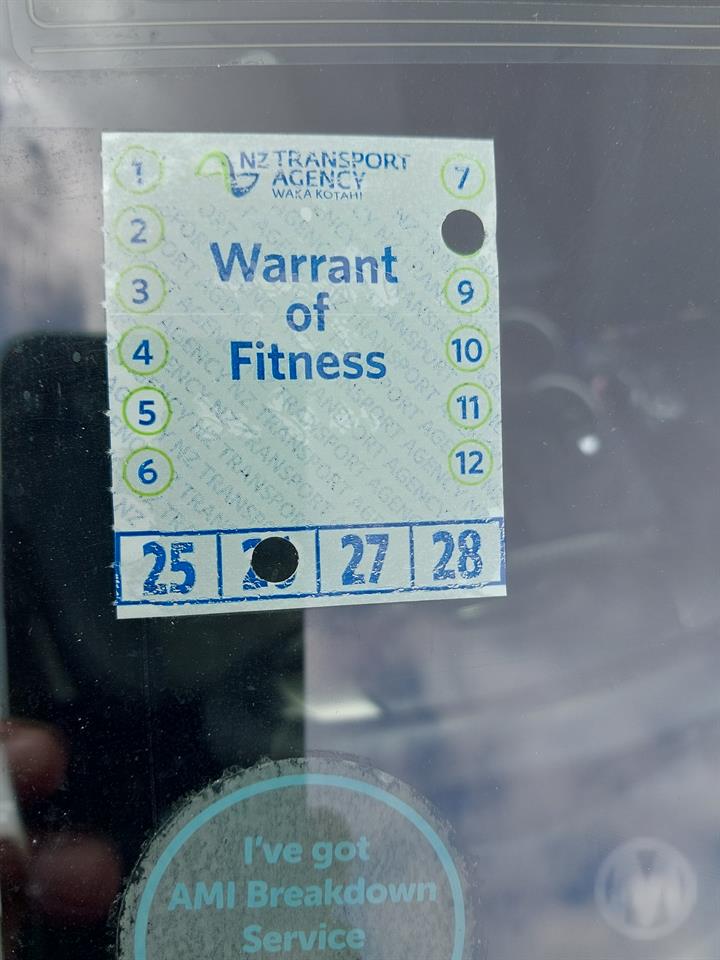 NZ TRANSPORT
AGENCY
WAKA KOTAHI
Warrant
of
Fitness
1
2
3
4
5
6
7
9
10
11
12
25
27
28
I've got
AMI Breakdown
Service